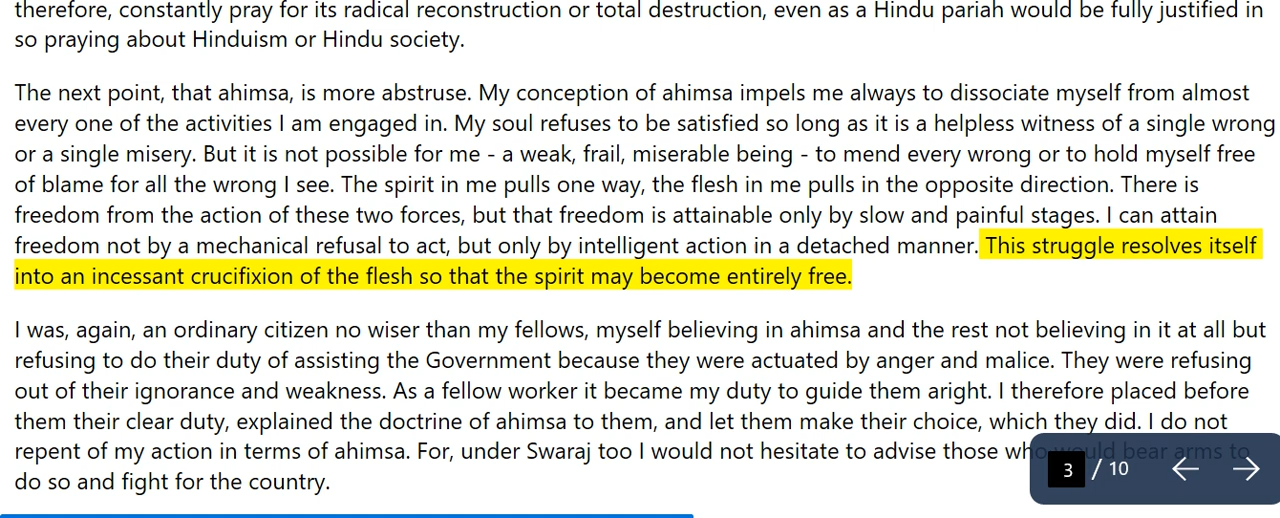 therefore, constantly pray for its radical reconstruction or total destruction, even as a Hindu pariah would be fully justified in
so praying about Hinduism or Hindu society.
The next point, that ahimsa, is more abstruse. My conception of ahimsa impels me always to dissociate myself from almost
every one of the activities I am engaged in. My soul refuses to be satisfied so long as it is a helpless witness of a single wrong
or a single misery. But it is not possible for me - a weak, frail, miserable being - to mend every wrong or to hold myself free
of blame for all the wrong I see. The spirit in me pulls one way, the flesh in me pulls in the opposite direction. There is
freedom from the action of these two forces, but that freedom is attainable only by slow and painful stages. I can attain
freedom not by a mechanical refusal to act, but only by intelligent action in a detached manner. This struggle resolves itself
into an incessant crucifixion of the flesh so that the spirit may become entirely free.
I was, again, an ordinary citizen no wiser than my fellows, myself believing in ahimsa and the rest not believing in it at all but
refusing to do their duty of assisting the Government because they were actuated by anger and malice. They were refusing
out of their ignorance and weakness. As a fellow worker it became my duty to guide them aright. I therefore placed before
them their clear duty, explained the doctrine of ahimsa to them, and let them make their choice, which they did. I do not
repent of my action in terms of ahimsa. For, under Swaraj too I would not hesitate to advise those who would bear arms to
do so and fight for the country.
3 / 10